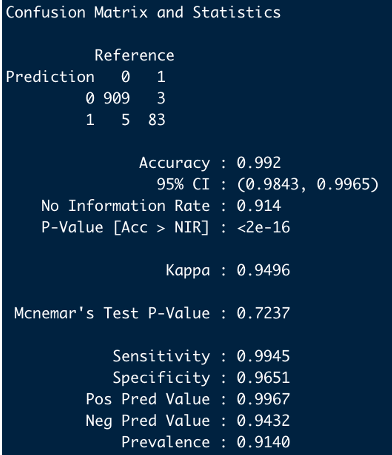 Confusion Matrix and Statistics
Reference
Prediction 0 1
0 909 3
1 5 83
Accuracy : 0.992
95% CI : (0.9843, 0.9965)
No Information Rate : 0.914
P-Value [Acc > NIR] : <2e-16
Kappa : 0.9496
Mcnemar's Test P-Value : 0.7237
Sensitivity : 0.9945
Specificity : 0.9651
Pos Pred Value : 0.9967
Neg Pred Value : 0.9432
Prevalence : 0.9140